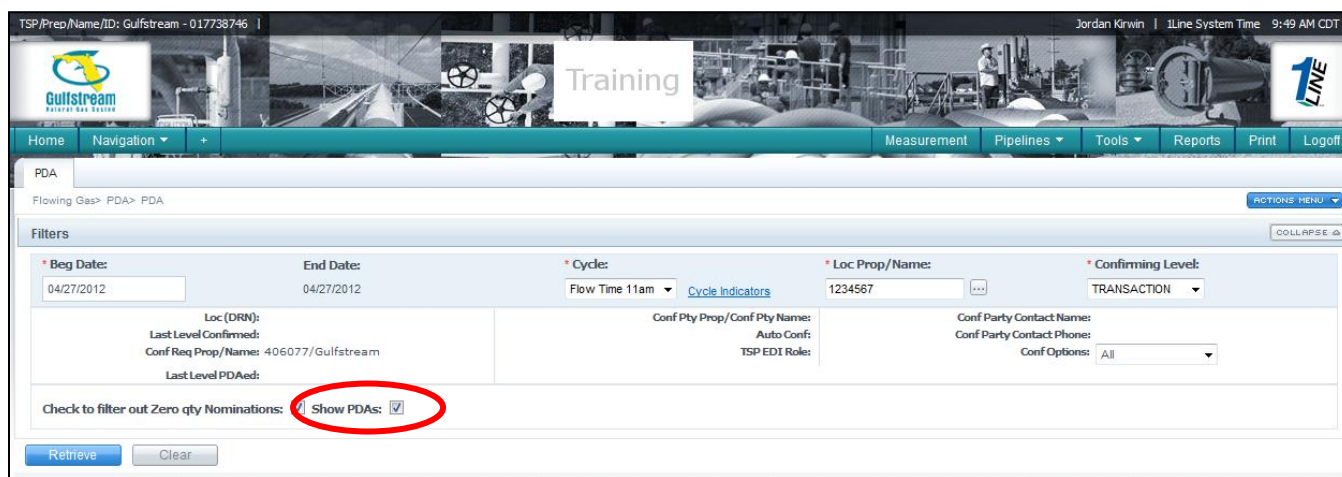 TSP/Prep/Name/ID: Gulfstream - 017738746 | Jordan Kirwin | 1Line System Time 9:49 AM CDT
Gulfstream
Natural Gas System
Training
1LINE
Home Navigation + Measurement Pipelines Tools Reports Print Logoff
PDA
Flowing Gas> PDA> PDA ACTIONS MENU
Filters COLLAPSE
* Beg Date: End Date: * Cycle: * Loc Prop/Name: * Confirming Level:
04/27/2012 04/27/2012 Flow Time 11am Cycle Indicators 1234567 ... TRANSACTION
Loc (DRN): Conf Pty Prop/Conf Pty Name: Conf Party Contact Name:
Last Level Confirmed: Auto Conf: Conf Party Contact Phone:
Conf Req Prop/Name: 406077/Gulfstream TSP EDI Role: Conf Options: All
Last Level PDAed:
Check to filter out Zero qty Nominations: Show PDAs:
Retrieve Clear